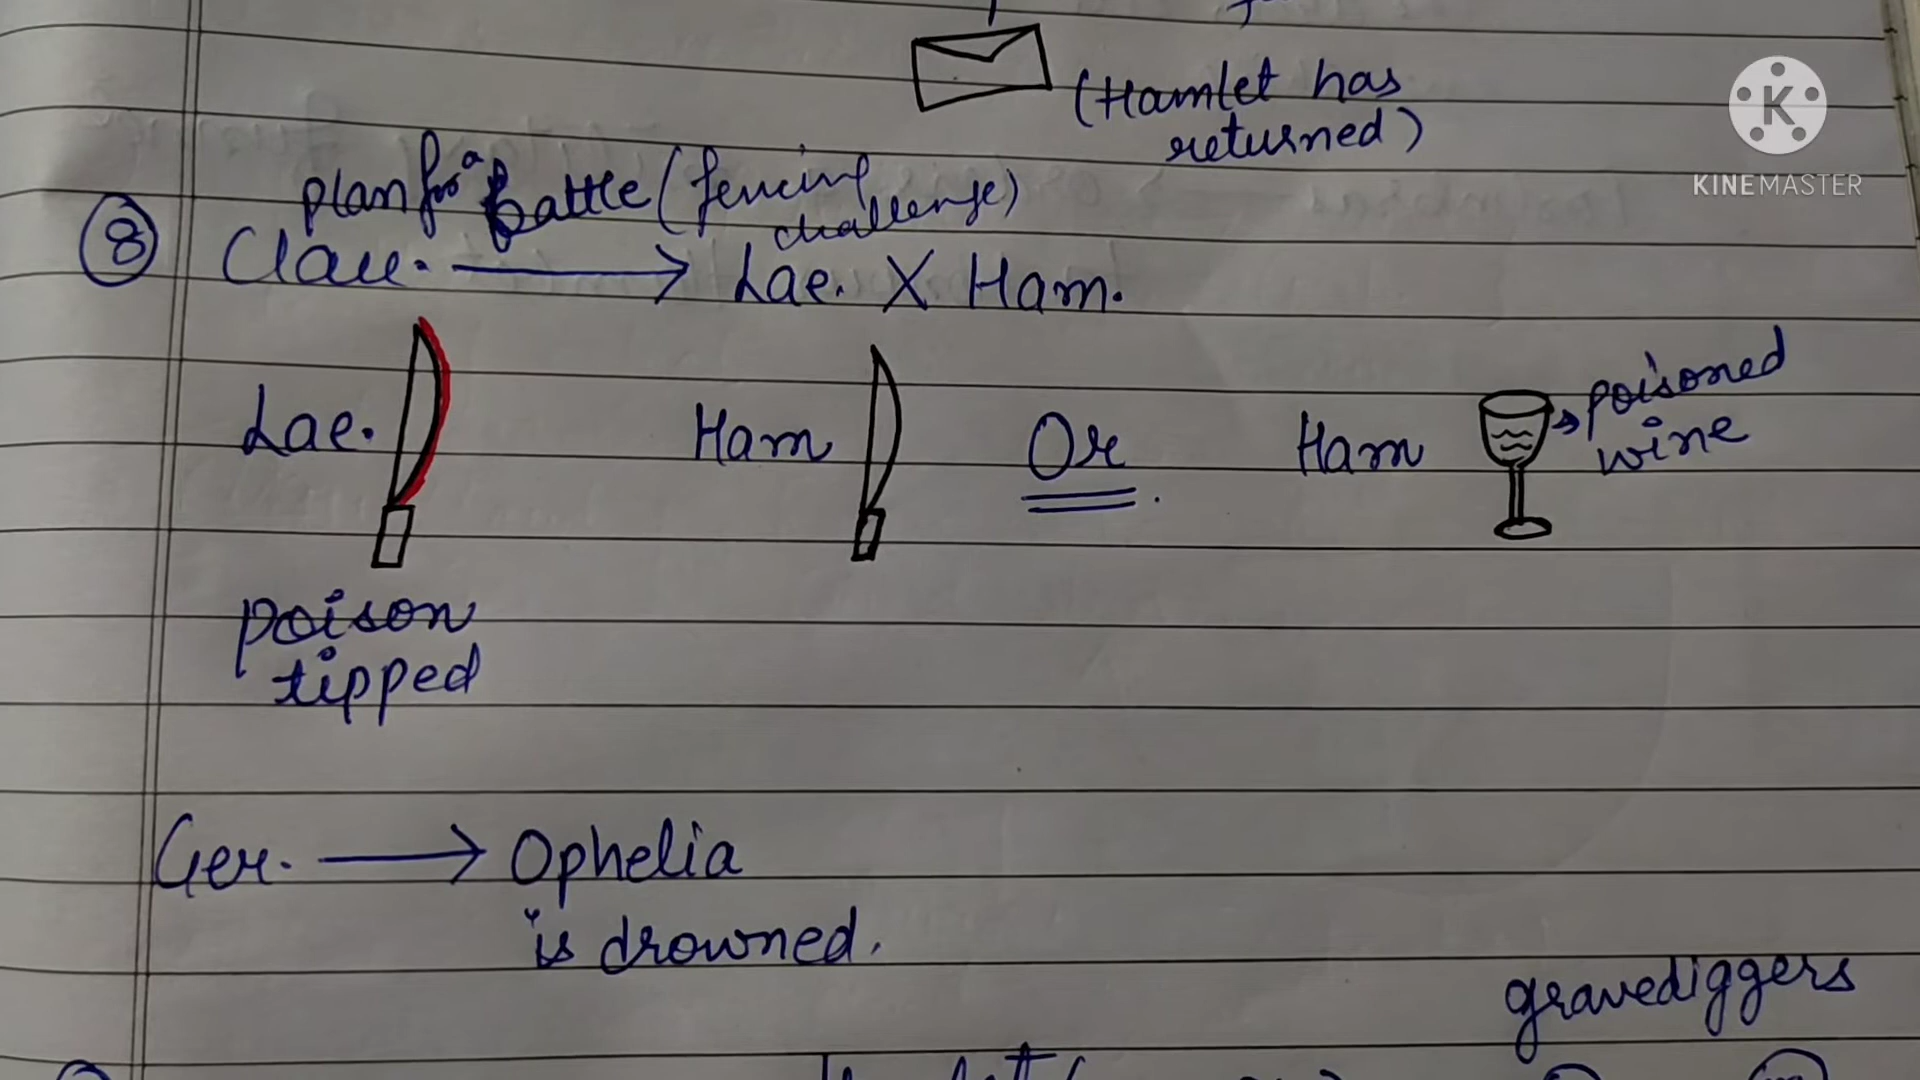 (Hamlet has
returned)
K
KINEMASTER
plan for a Battle (fencing
challenge)
8 Clau. → Lae. X Ham.
Lae. Ham Or Ham → poisoned
wine
poison
tipped
Ger. → Ophelia
is drowned.
gravediggers